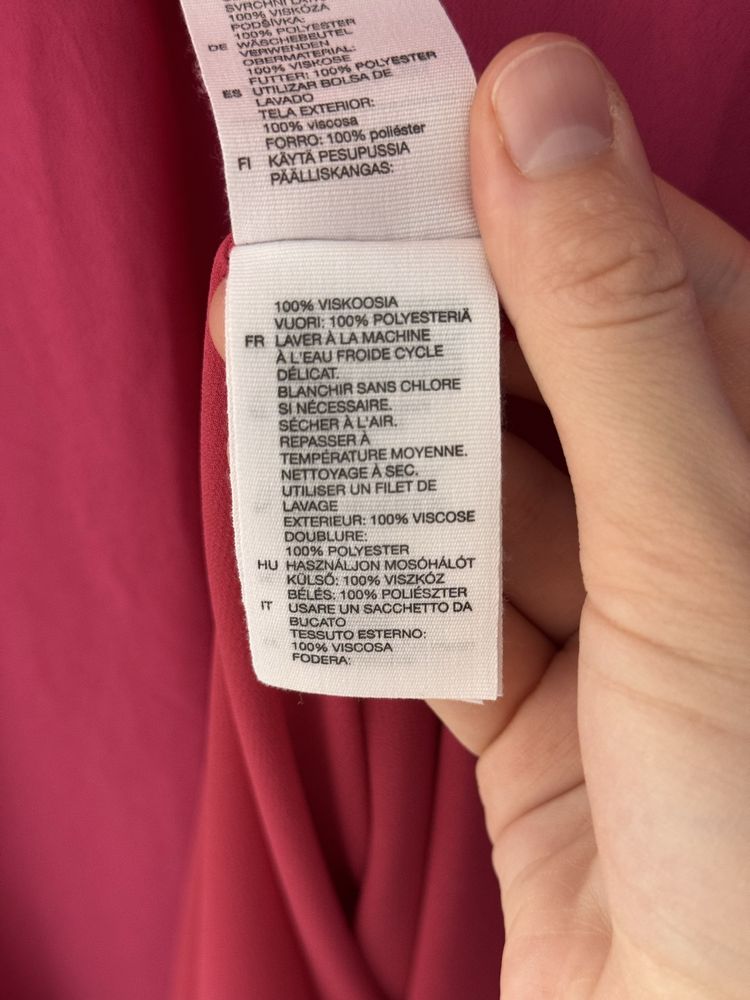 SVRCHNÍ
100% VISKÓZA
PODŠÍVKA:
100% POLYESTER
DE WÄSCHEBEUTEL
VERWENDEN
OBERMATERIAL:
100% VISKOSE
FUTTER: 100% POLYESTER
ES UTILIZAR BOLSA DE
LAVADO
TELA EXTERIOR:
100% viscosa
FORRO: 100% poliéster
FI KÄYTÄ PESUPUSSIA
PÄÄLLISKANGAS:
100% VISKOOSIA
VUORI: 100% POLYESTERIÄ
FR LAVER À LA MACHINE
À L'EAU FROIDE CYCLE
DÉLICAT.
BLANCHIR SANS CHLORE
SI NÉCESSAIRE.
SÉCHER À L'AIR.
REPASSER À
TEMPÉRATURE MOYENNE.
NETTOYAGE À SEC.
UTILISER UN FILET DE
LAVAGE
EXTERIEUR: 100% VISCOSE
DOUBLURE:
100% POLYESTER
HU HASZNÁLJON MOSÓHÁLÓT
KÜLSŐ: 100% VISZKÓZ
BÉLÉS: 100% POLIÉSZTER
IT USARE UN SACCHETTO DA
BUCATO
TESSUTO ESTERNO:
100% VISCOSA
FODERA: